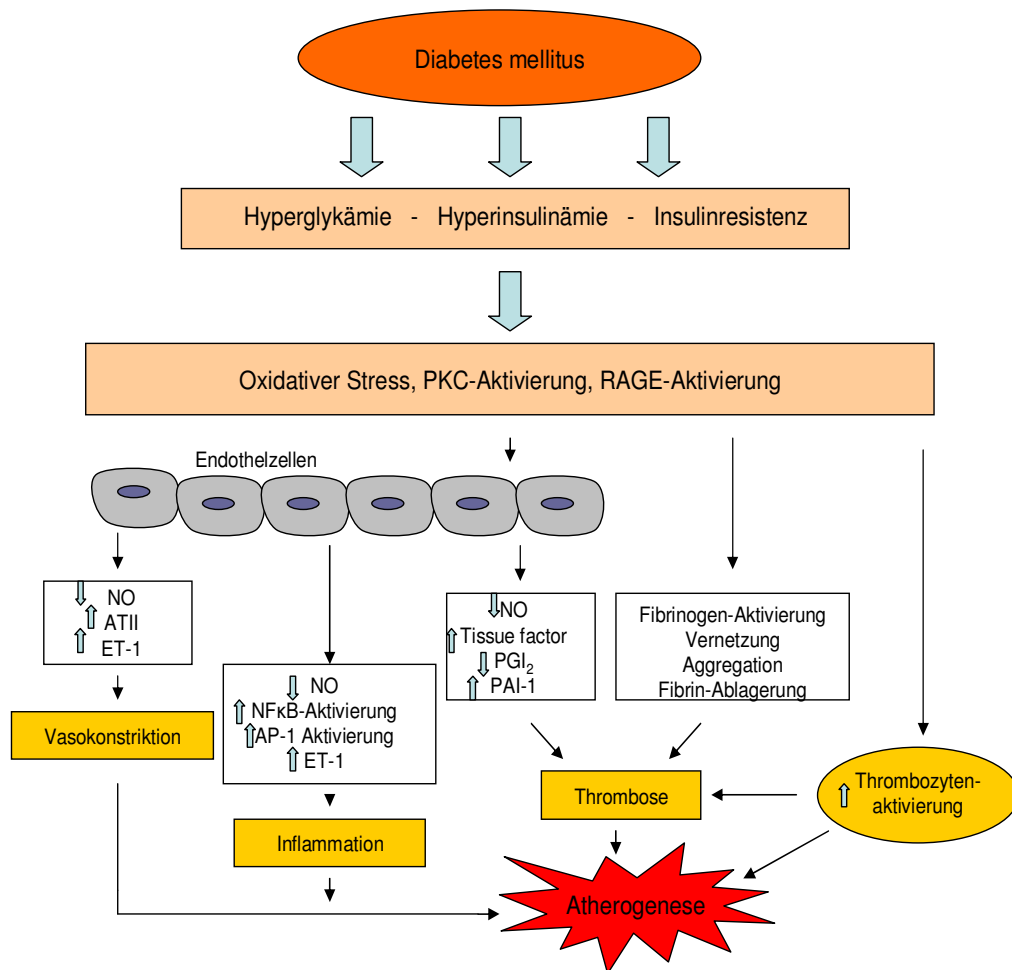 Diabetes mellitus
Hyperglykämie - Hyperinsulinämie - Insulinresistenz
Oxidativer Stress, PKC-Aktivierung, RAGE-Aktivierung
Endothelzellen
NO
ATII
ET-1
Vasokonstriktion
NO
NFκB-Aktivierung
AP-1 Aktivierung
ET-1
Inflammation
NO
Tissue factor
PGI₂
PAI-1
Fibrinogen-Aktivierung
Vernetzung
Aggregation
Fibrin-Ablagerung
Thrombose
Thrombozyten-
aktivierung
Atherogenese